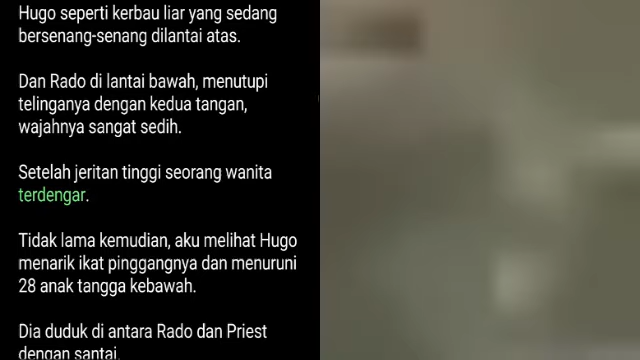 Hugo seperti kerbau liar yang sedang
bersenang-senang dilantai atas.
Dan Rado di lantai bawah, menutupi
telinganya dengan kedua tangan,
wajahnya sangat sedih.
Setelah jeritan tinggi seorang wanita
terdengar.
Tidak lama kemudian, aku melihat Hugo
menarik ikat pinggangnya dan menuruni
28 anak tangga kebawah.
Dia duduk di antara Rado dan Priest
dengan santai.